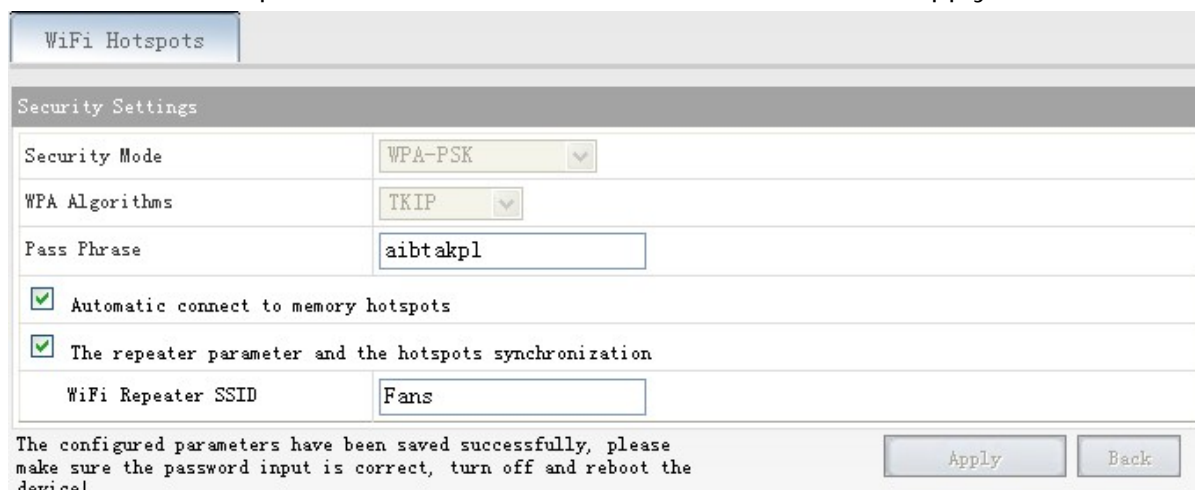 WiFi Hotspots
Security Settings
Security Mode WPA-PSK
WPA Algorithms TKIP
Pass Phrase aibtakpl
Automatic connect to memory hotspots
The repeater parameter and the hotspots synchronization
WiFi Repeater SSID Fans
The configured parameters have been saved successfully, please
make sure the password input is correct, turn off and reboot the
device!
Apply Back